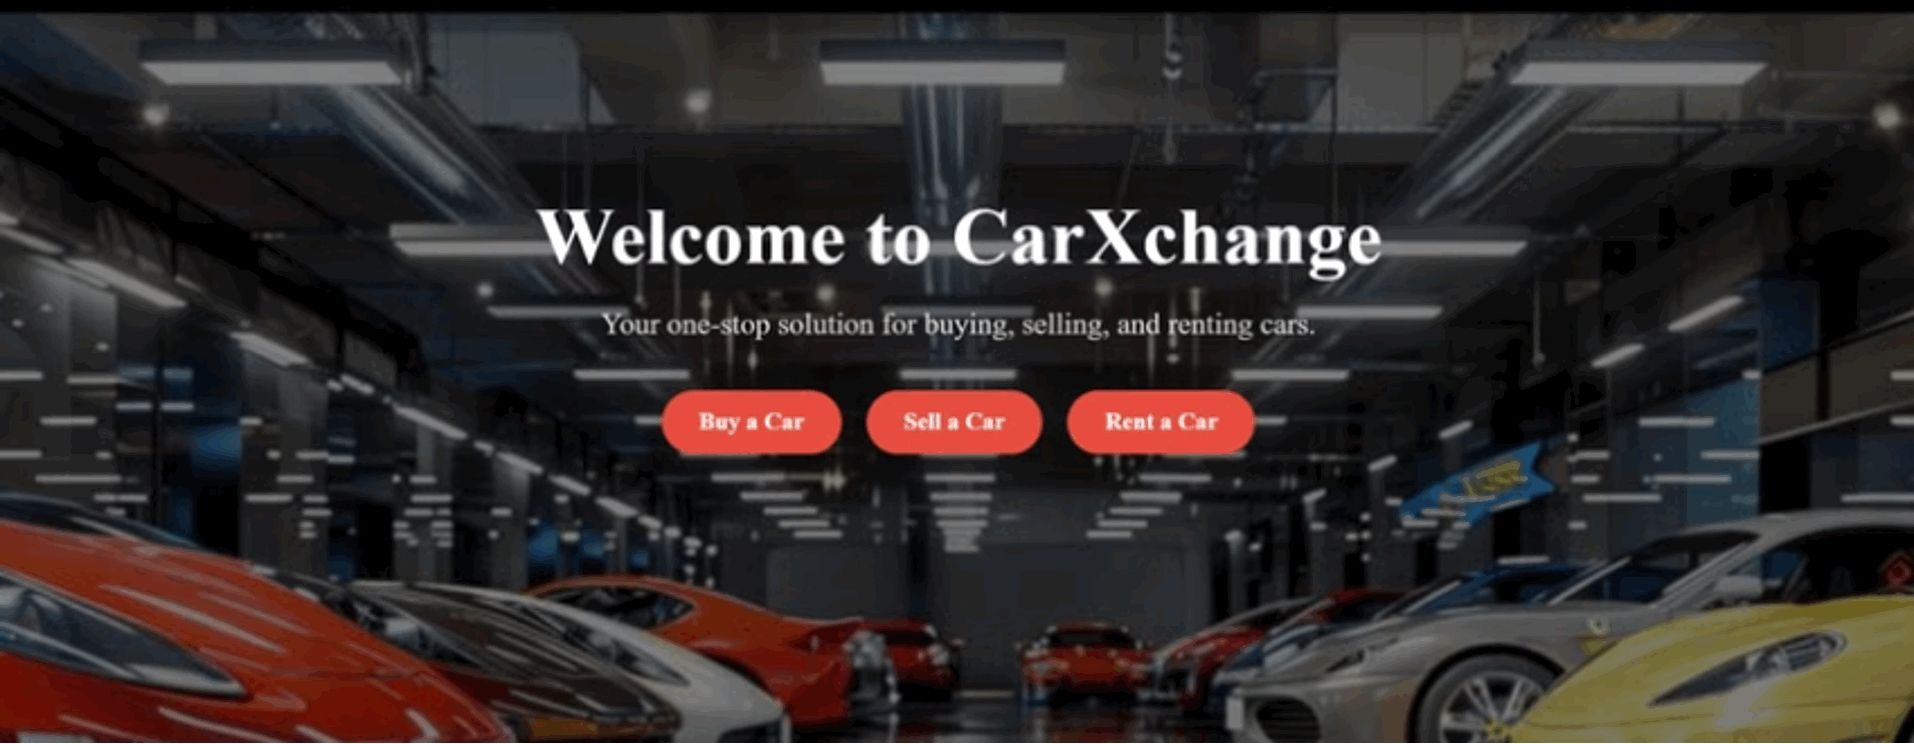 Welcome to CarXchange
Your one-stop solution for buying, selling, and renting cars.
Buy a Car
Sell a Car
Rent a Car